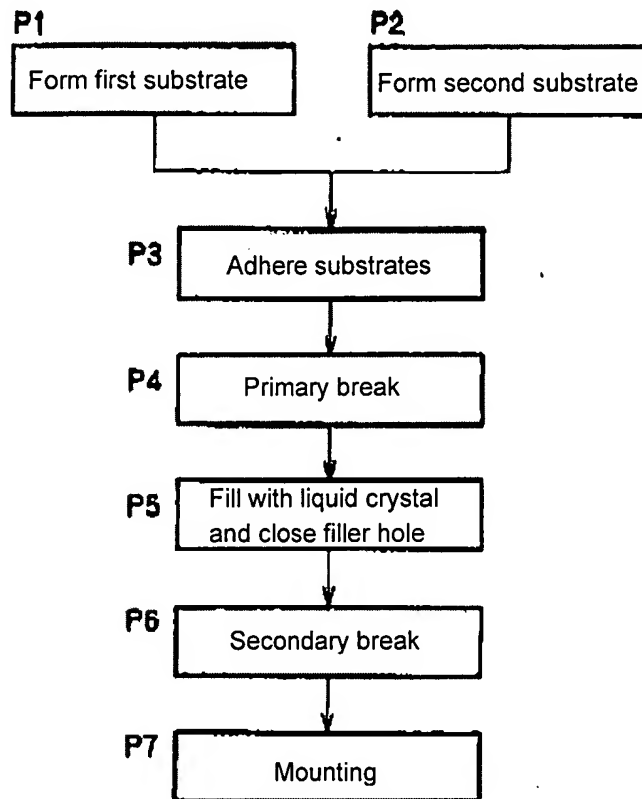 P1
Form first substrate
P2
Form second substrate
P3
Adhere substrates
P4
Primary break
P5
Fill with liquid crystal
and close filler hole
P6
Secondary break
P7
Mounting